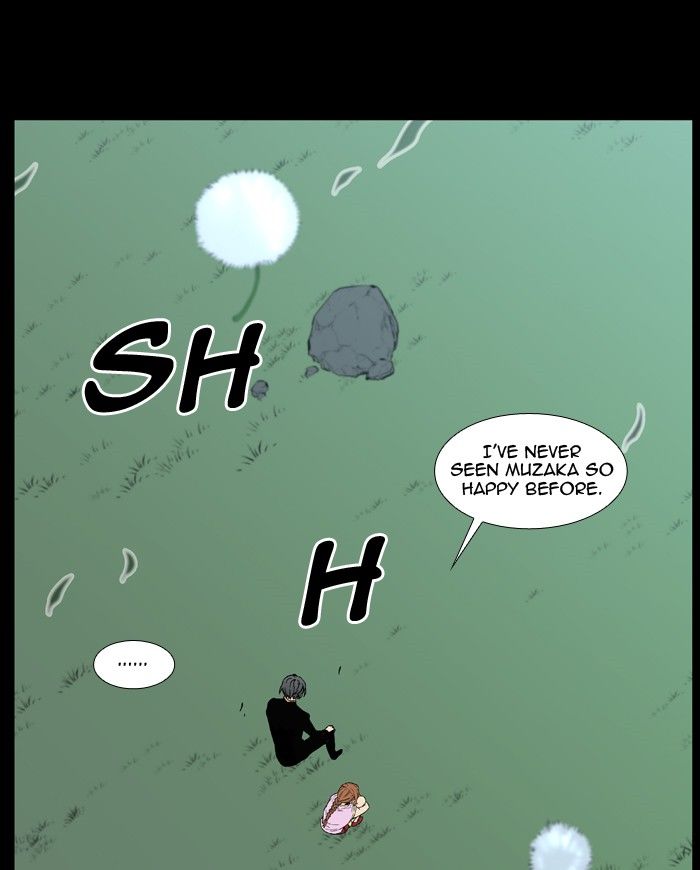 H
SH
I'VE NEVER
SEEN MUZAKA SO
HAPPY BEFORE.
H
......